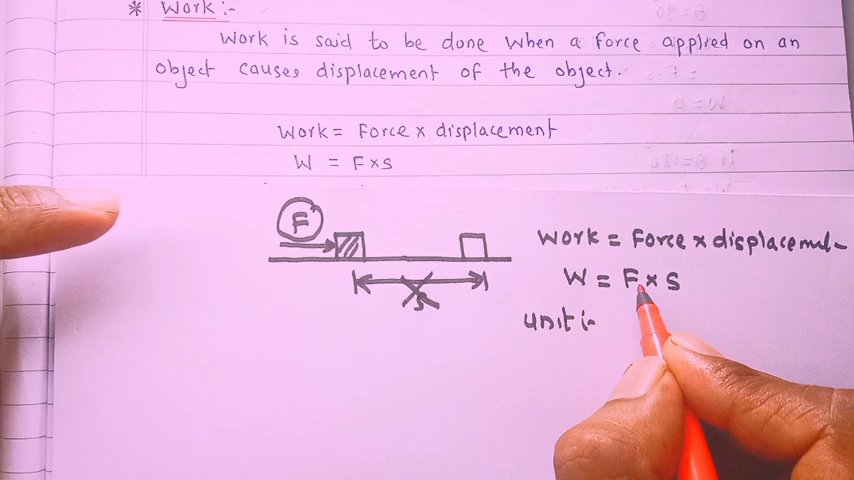 * Work :-
Work is said to be done when a force applied on an
object causes displacement of the object.
Work = Force x displacement
W = F x s
F
s
Work = Force x displacement
W = F x s
unit :-